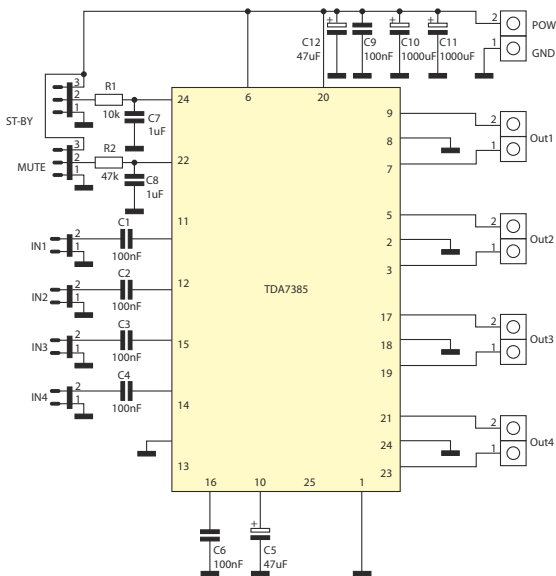 C12
47uF
C9
100nF
C10
1000uF
C11
1000uF
+
+
+
2
1
POW
GND
ST-BY
3
2
1
R1
10k
C7
1uF
24
6
20
MUTE
3
2
1
R2
47k
C8
1uF
22
IN1
2
1
C1
100nF
11
IN2
2
1
C2
100nF
12
IN3
2
1
C3
100nF
15
IN4
2
1
C4
100nF
14
13
TDA7385
9
8
7
2
1
Out1
5
2
3
2
1
Out2
17
18
19
2
1
Out3
21
24
23
2
1
Out4
16
10
25
1
C6
100nF
+
C5
47uF